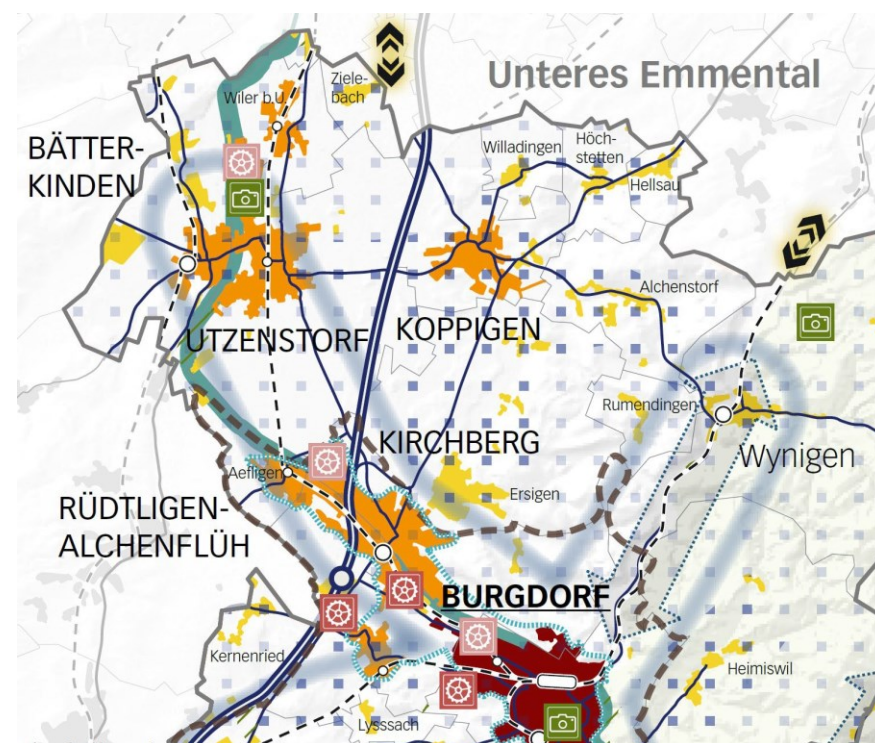 Unteres Emmental
Ziele-
bach
Wiler b.U.
BÄTTER-
KINDEN
Willadingen
Höch-
stetten
Hellsau
Alchenstorf
UTZENSTORF
KOPPIGEN
Rumendingen
KIRCHBERG
Wynigen
Aefligen
Ersigen
RÜDTLIGEN-
ALCHENFLÜH
BURGDORF
Kernenried
Heimiswil
Lysssach